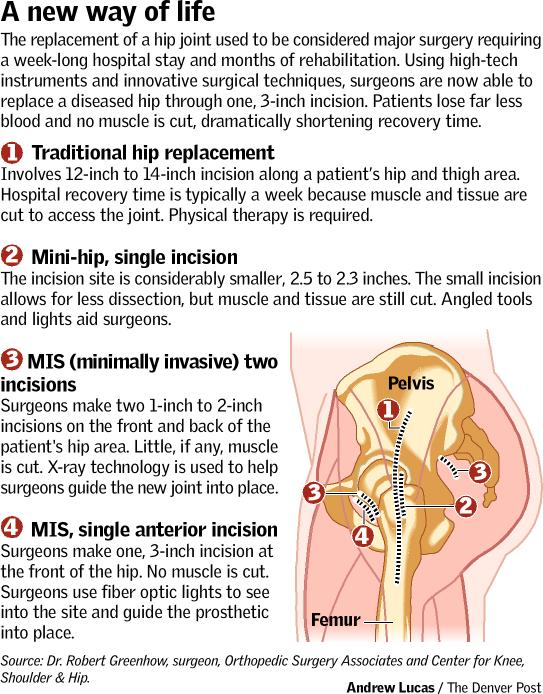 A new way of life
The replacement of a hip joint used to be considered major surgery requiring
a week-long hospital stay and months of rehabilitation. Using high-tech
instruments and innovative surgical techniques, surgeons are now able to
replace a diseased hip through one, 3-inch incision. Patients lose far less
blood and no muscle is cut, dramatically shortening recovery time.
1 Traditional hip replacement
Involves 12-inch to 14-inch incision along a patient's hip and thigh area.
Hospital recovery time is typically a week because muscle and tissue are
cut to access the joint. Physical therapy is required.
2 Mini-hip, single incision
The incision site is considerably smaller, 2.5 to 2.3 inches. The small incision
allows for less dissection, but muscle and tissue are still cut. Angled tools
and lights aid surgeons.
3 MIS (minimally invasive) two
incisions
Surgeons make two 1-inch to 2-inch
incisions on the front and back of the
patient's hip area. Little, if any, muscle
is cut. X-ray technology is used to help
surgeons guide the new joint into place.
4 MIS, single anterior incision
Surgeons make one, 3-inch incision at
the front of the hip. No muscle is cut.
Surgeons use fiber optic lights to see
into the site and guide the prosthetic
into place.
Pelvis
1
3
3
2
4
Femur
Source: Dr. Robert Greenhow, surgeon, Orthopedic Surgery Associates and Center for Knee,
Shoulder & Hip.
Andrew Lucas / The Denver Post